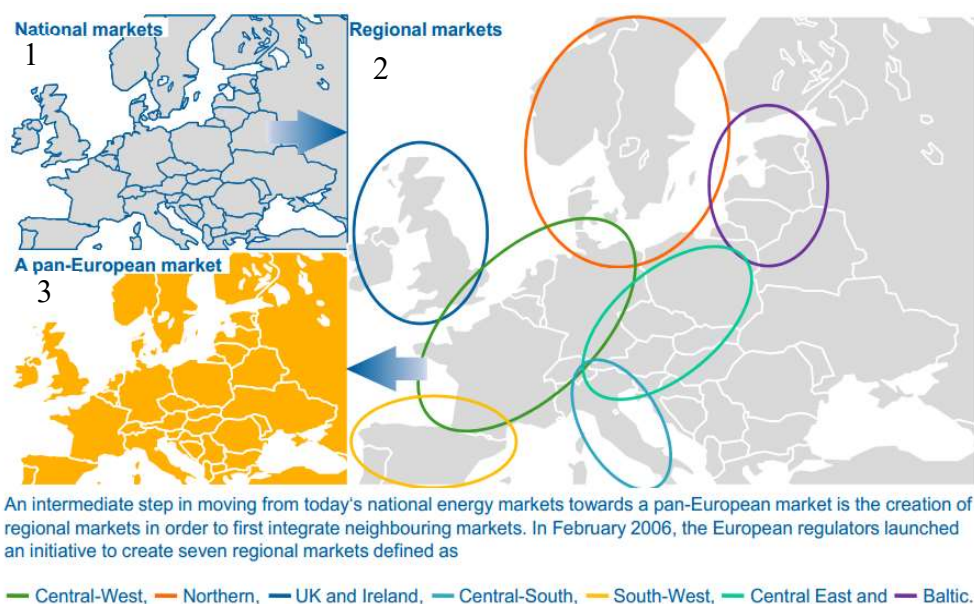 National markets
1
Regional markets
2
A pan-European market
3
An intermediate step in moving from today's national energy markets towards a pan-European market is the creation of
regional markets in order to first integrate neighbouring markets. In February 2006, the European regulators launched
an initiative to create seven regional markets defined as
Central-West, Northern, UK and Ireland, Central-South, South-West, Central East and Baltic.